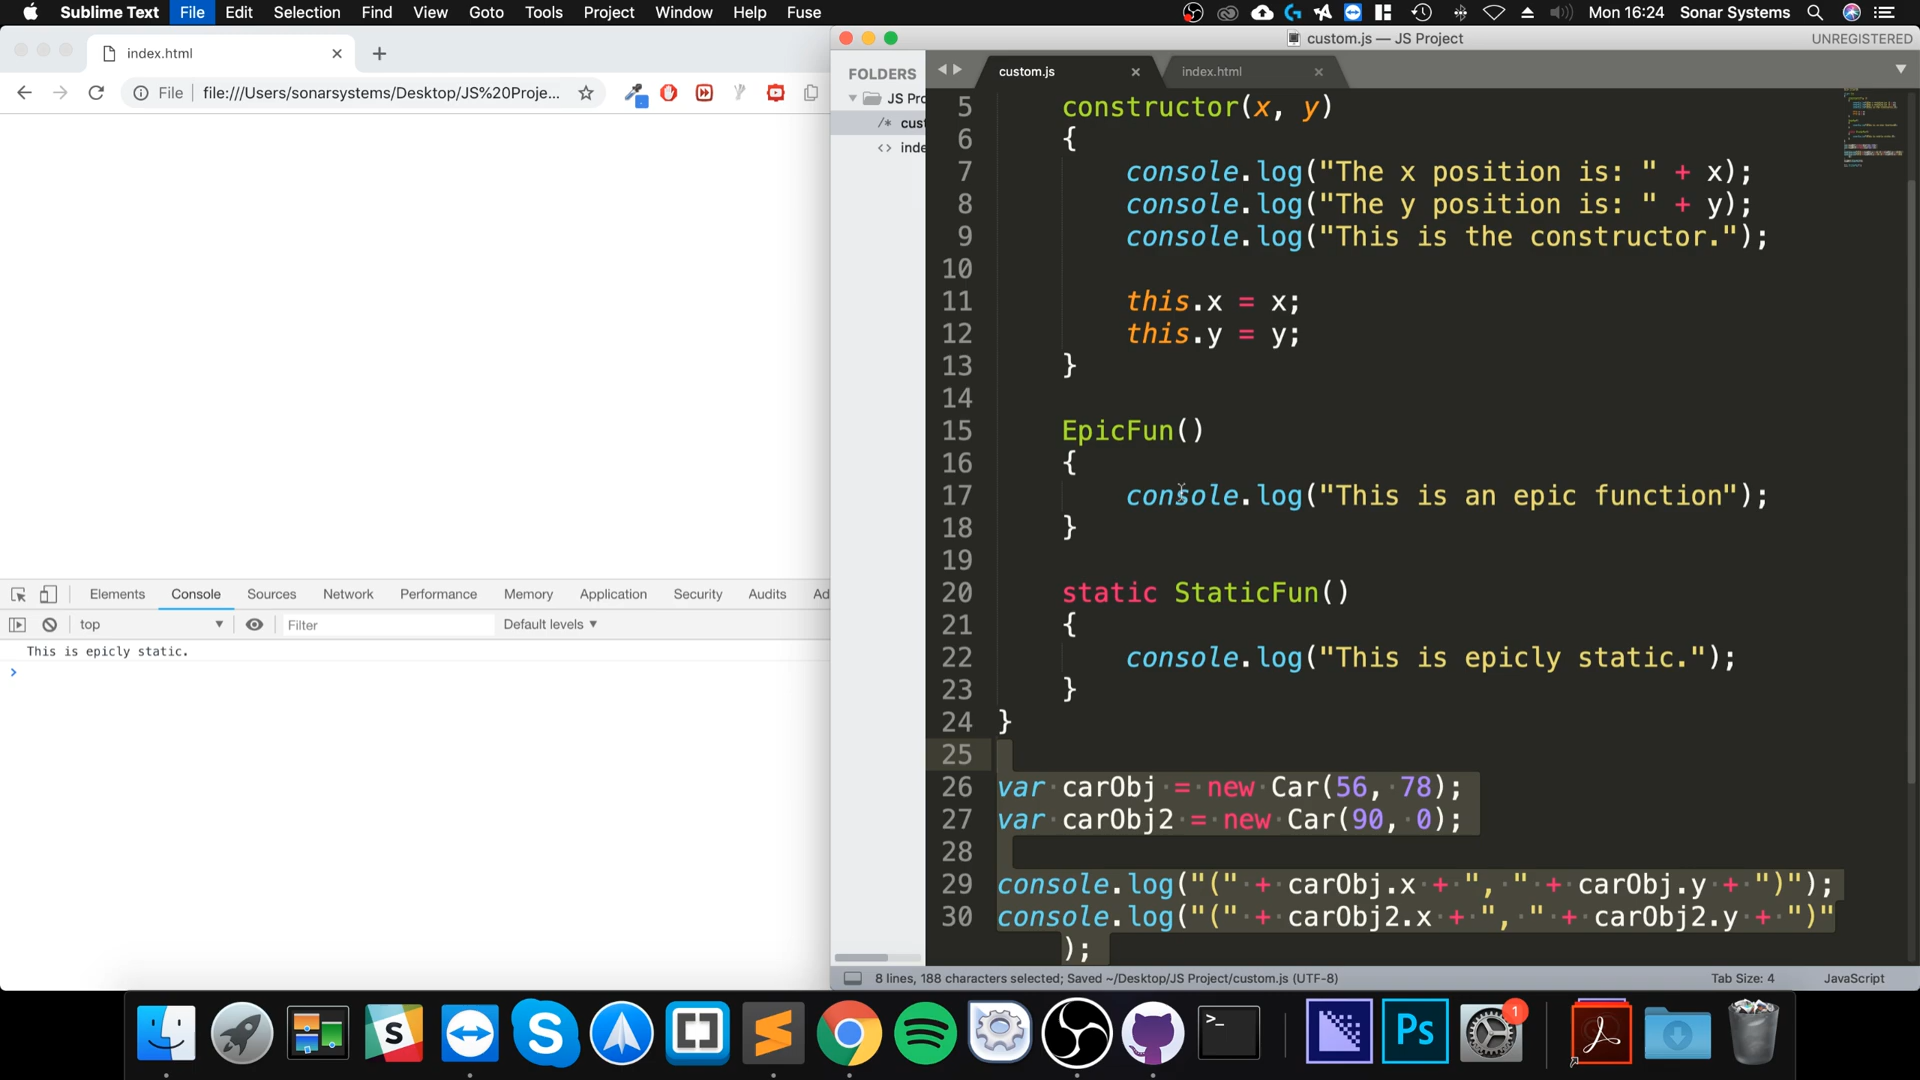 Sublime Text File Edit Selection Find View Goto Tools Project Window Help Fuse Mon 16:24 Sonar Systems
index.html
custom.js — JS Project UNREGISTERED
File file:///Users/sonarsystems/Desktop/JS%20Proje...
FOLDERS
JS Pro
/* cust
<> inde
custom.js index.html
5 constructor(x, y)
6 {
7 console.log("The x position is: " + x);
8 console.log("The y position is: " + y);
9 console.log("This is the constructor.");
10
11 this.x = x;
12 this.y = y;
13 }
14
15 EpicFun()
16 {
17 console.log("This is an epic function");
18 }
19
20 static StaticFun()
21 {
22 console.log("This is epicly static.");
23 }
24 }
25
26 var carObj = new Car(56, 78);
27 var carObj2 = new Car(90, 0);
28
29 console.log("(" + carObj.x + ", " + carObj.y + ")");
30 console.log("(" + carObj2.x + ", " + carObj2.y + ")"
);
Elements Console Sources Network Performance Memory Application Security Audits Ad
top Filter Default levels
This is epicly static.
>
8 lines, 188 characters selected; Saved ~/Desktop/JS Project/custom.js (UTF-8) Tab Size: 4 JavaScript
S S >_ Ps 1